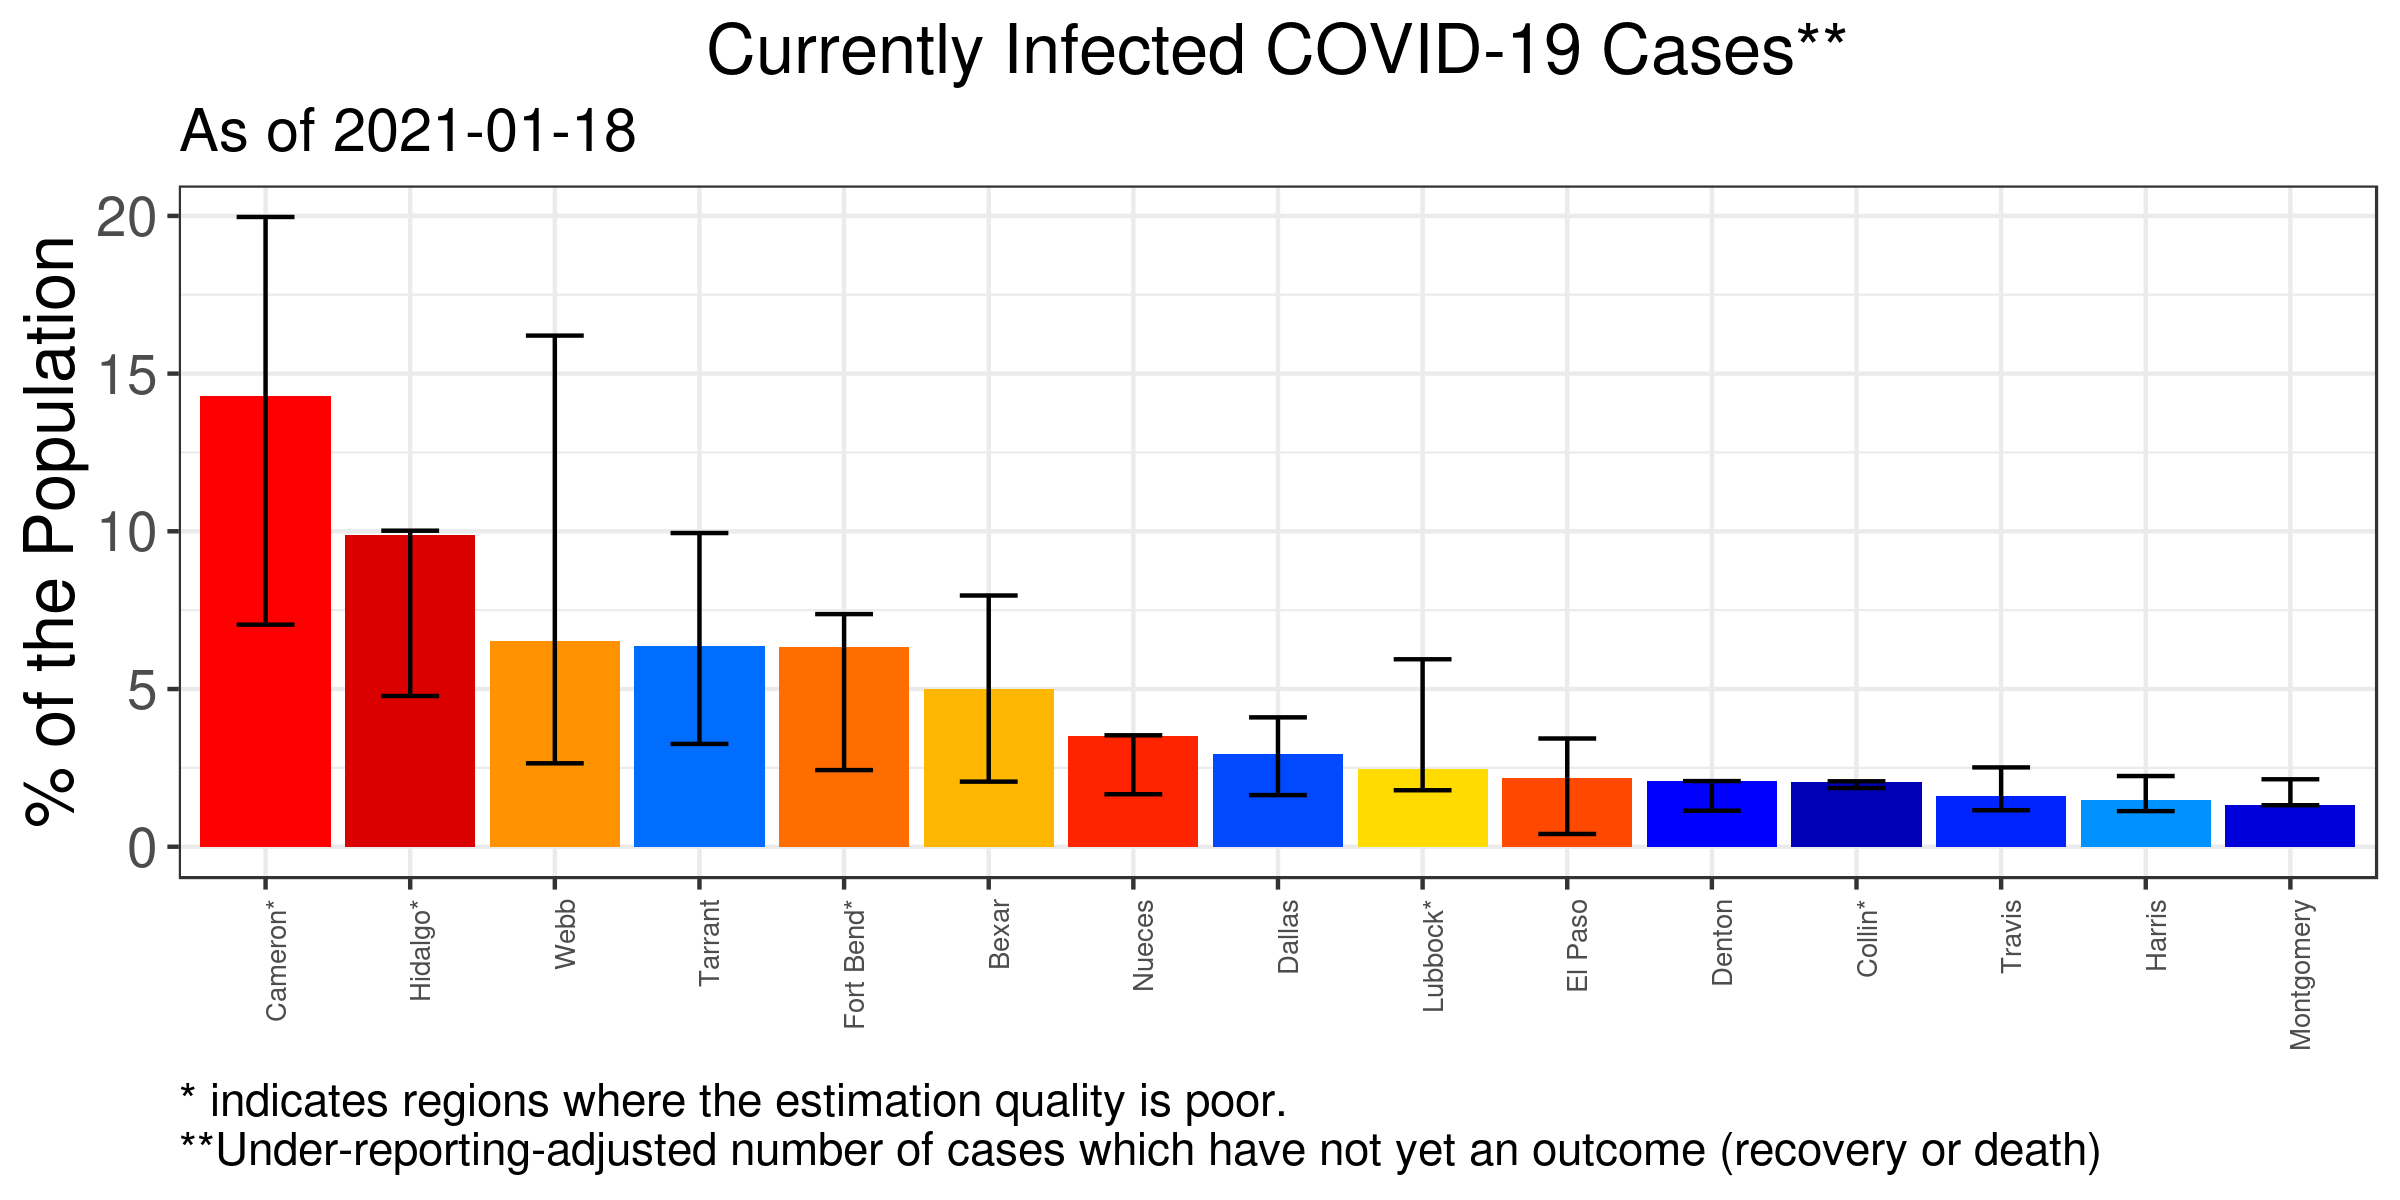 Currently Infected COVID-19 Cases**
As of 2021-01-18
% of the Population
20
15
10
5
0
Cameron*
Hidalgo*
Webb
Tarrant
Fort Bend*
Bexar
Nueces
Dallas
Lubbock*
El Paso
Denton
Collin*
Travis
Harris
Montgomery
* indicates regions where the estimation quality is poor.
**Under-reporting-adjusted number of cases which have not yet an outcome (recovery or death)